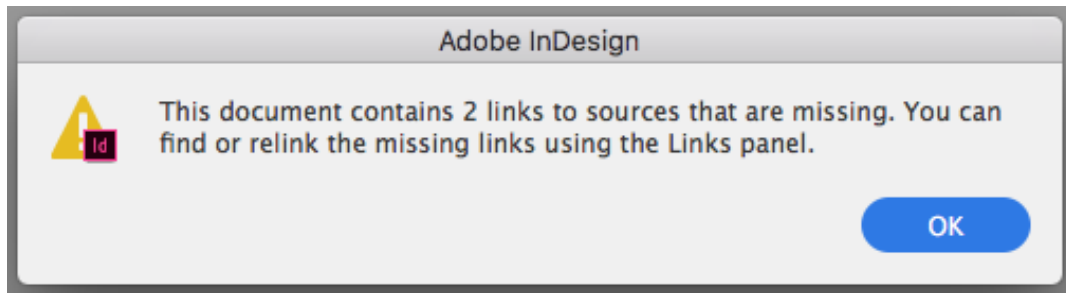 Adobe InDesign
This document contains 2 links to sources that are missing. You can
find or relink the missing links using the Links panel.
Id
OK